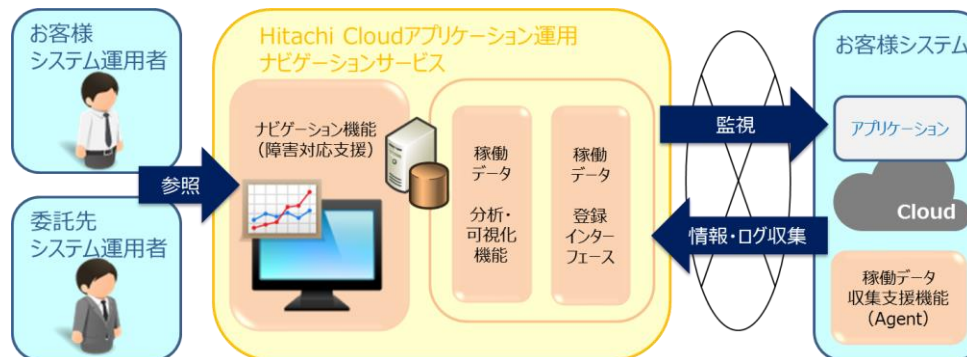 お客様
システム運用者
委託先
システム運用者
参照
Hitachi Cloudアプリケーション運用
ナビゲーションサービス
ナビゲーション機能
(障害対応支援)
稼働
データ
分析・
可視化
機能
稼働
データ
登録
インター
フェース
監視
情報・ログ収集
お客様システム
アプリケーション
Cloud
稼働データ
収集支援機能
(Agent)